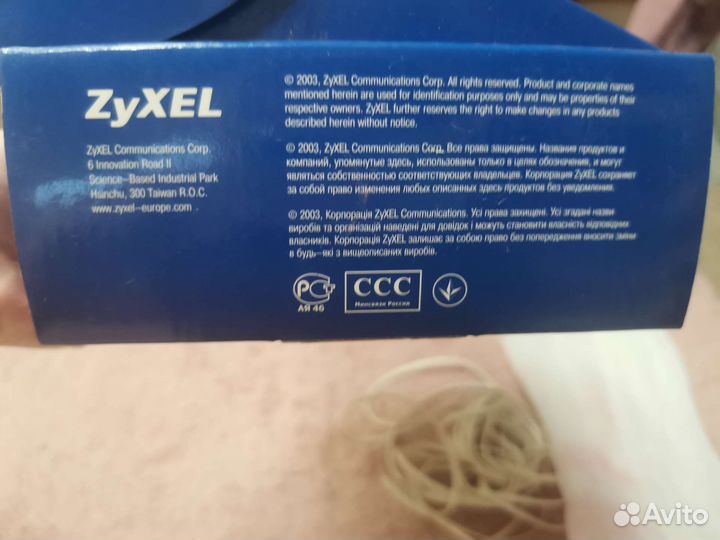 ZyXEL
ZyXEL Communications Corp.
6 Innovation Road II
Science-Based Industrial Park
Hsinchu, 300 Taiwan R.O.C.
www.zyxel-europe.com
© 2003, ZyXEL Communications Corp. All rights reserved. Product and corporate names
mentioned herein are used for identification purposes only and may be properties of their
respective owners. ZyXEL further reserves the right to make changes in any products
described herein without notice.
© 2003, ZyXEL Communications Corp. Все права защищены. Названия продуктов и
компаний, упомянутые здесь, использованы только в целях обозначения, и могут
являться собственностью соответствующих владельцев. Корпорация ZyXEL сохраняет
за собой право изменения любых описанных здесь продуктов без уведомления.
© 2003, Корпорація ZyXEL Communications. Усі права захищені. Усі згадані назви
виробів та організацій наведені для довідок і можуть становити власність відповідних
власників. Корпорація ZyXEL залишає за собою право без попередження вносити зміни
в будь-які з вищеописаних виробів.
РСТ
АЯ 46
ССС
Минсвязи России
Avito